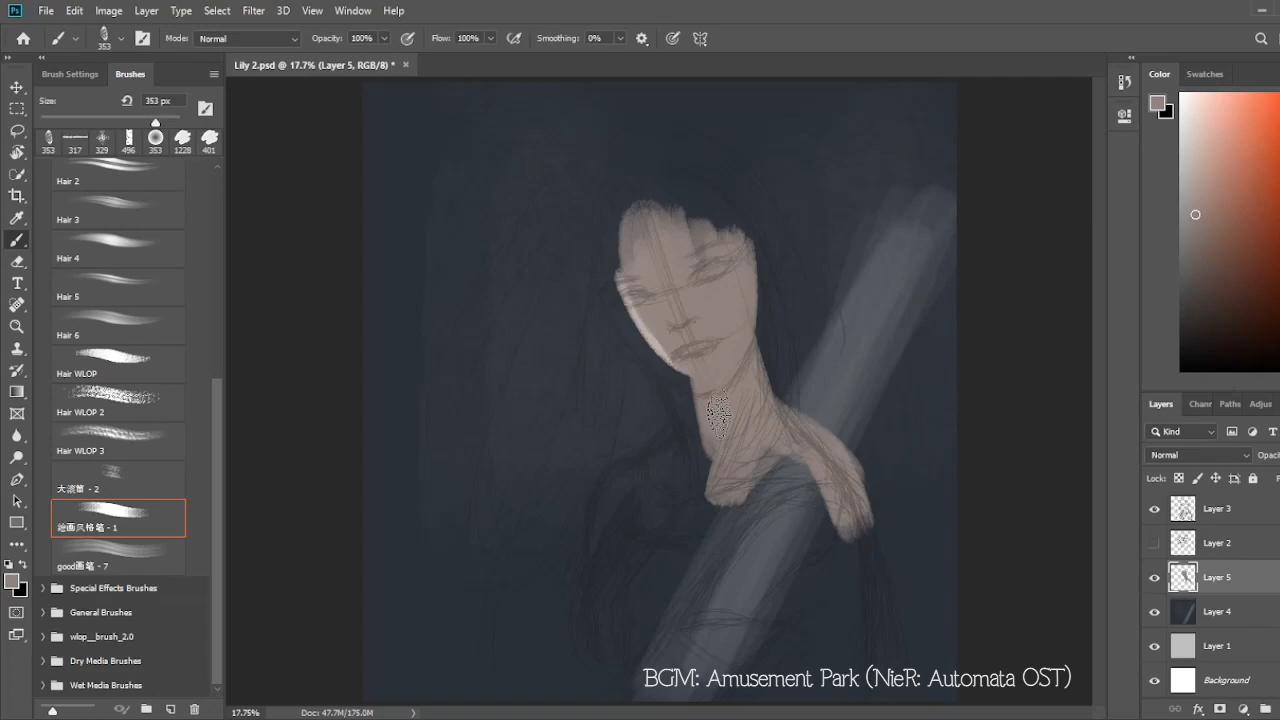 Ps File Edit Image Layer Type Select Filter 3D View Window Help
353 Mode: Normal Opacity: 100% Flow: 100% Smoothing: 0%
Brush Settings Brushes
Lily 2.psd @ 17.7% (Layer 5, RGB/8) *
Size: 353 px
353 317 329 496 353 1228 401
Hair 2
Hair 3
Hair 4
Hair 5
Hair 6
Hair WLOP
Hair WLOP 2
Hair WLOP 3
大滚筒 - 2
绘画风格笔 - 1
good画笔 - 7
Special Effects Brushes
General Brushes
wlop_brush_2.0
Dry Media Brushes
Wet Media Brushes
Color Swatches
Layers Chann Paths Adjus
Kind
Normal Opaci
Lock: F
Layer 3
Layer 2
Layer 5
Layer 4
Layer 1
Background
BGM: Amusement Park (NieR: Automata OST)
17.75% Doc: 47.7M/175.0M